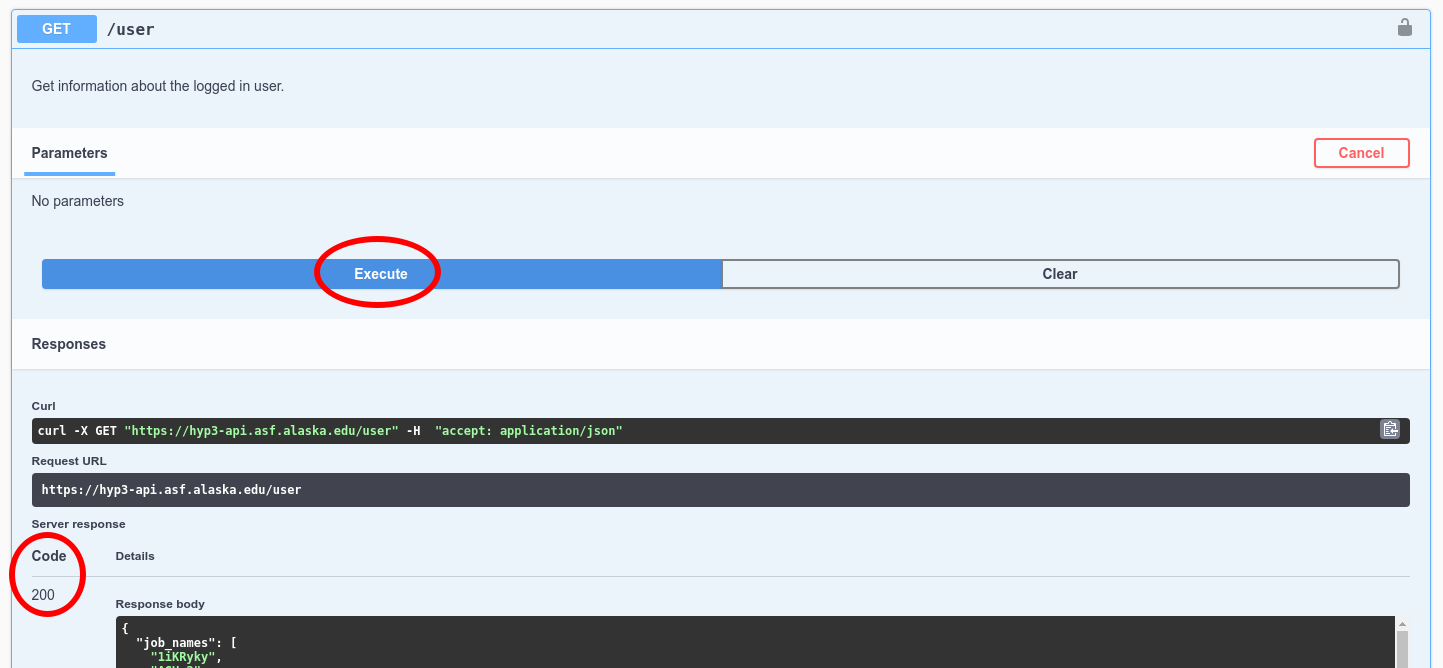 GET /user
Get information about the logged in user.
Parameters Cancel
No parameters
Execute Clear
Responses
Curl
curl -X GET "https://hyp3-api.asf.alaska.edu/user" -H  "accept: application/json"
Request URL
https://hyp3-api.asf.alaska.edu/user
Server response
Code Details
200
Response body
{
"job_names": [
"1iKRyky",